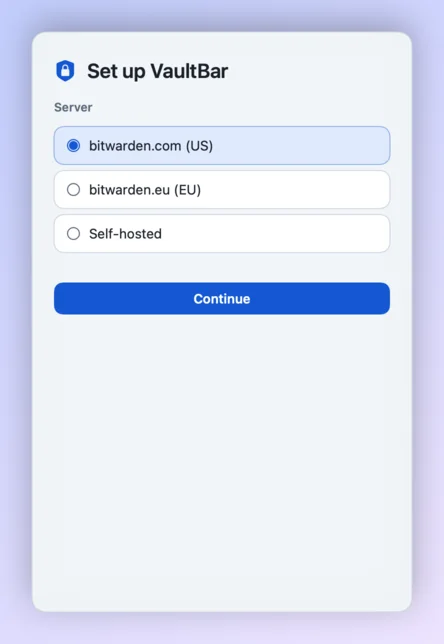 Set up VaultBar
Server
bitwarden.com (US)
bitwarden.eu (EU)
Self-hosted
Continue